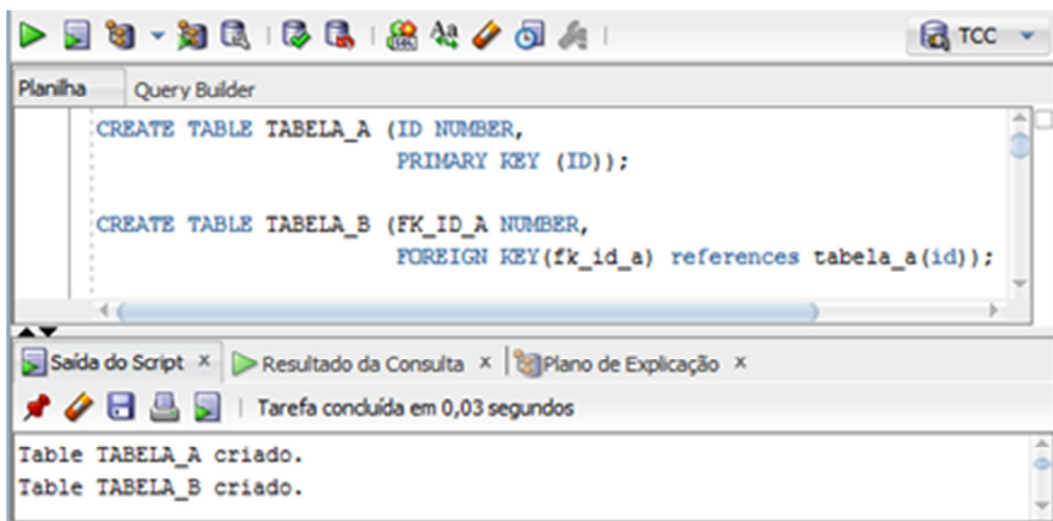 TCC
Planilha Query Builder
CREATE TABLE TABELA_A (ID NUMBER,
PRIMARY KEY (ID));
CREATE TABLE TABELA_B (FK_ID_A NUMBER,
FOREIGN KEY(fk_id_a) references tabela_a(id));
Saída do Script x Resultado da Consulta x Plano de Explicação x
Tarefa concluída em 0,03 segundos
Table TABELA_A criado.
Table TABELA_B criado.